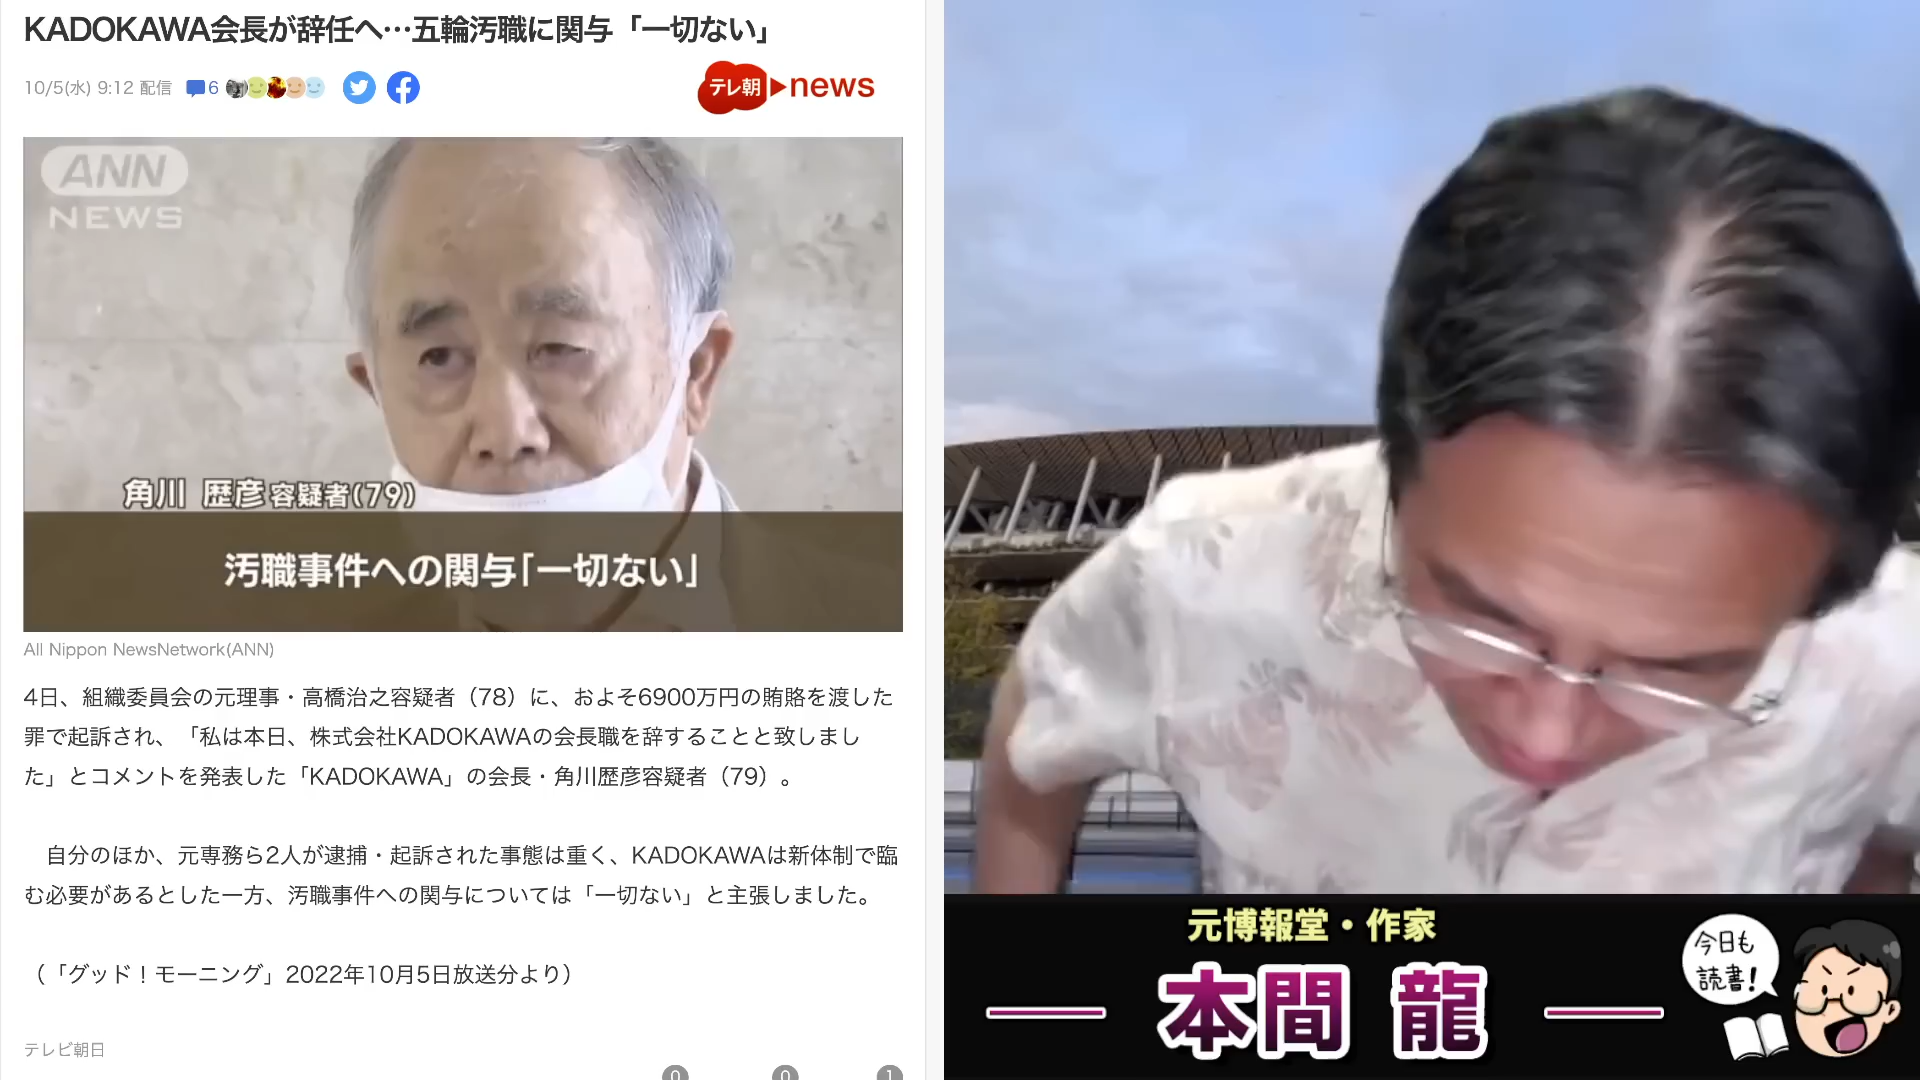 KADOKAWA会長が辞任へ…五輪汚職に関与「一切ない」
10/5(水) 9:12 配信
6
テレ朝news
ANN
NEWS
角川 歴彦容疑者(79)
汚職事件への関与「一切ない」
All Nippon NewsNetwork(ANN)
4日、組織委員会の元理事・高橋治之容疑者（78）に、およそ6900万円の賄賂を渡した
罪で起訴され、「私は本日、株式会社KADOKAWAの会長職を辞することと致しまし
た」とコメントを発表した「KADOKAWA」の会長・角川歴彦容疑者（79）。
自分のほか、元専務ら2人が逮捕・起訴された事態は重く、KADOKAWAは新体制で臨
む必要があるとした一方、汚職事件への関与については「一切ない」と主張しました。
（「グッド！モーニング」2022年10月5日放送分より）
テレビ朝日
0 0 1
元博報堂・作家
本間 龍
今日も
読書!